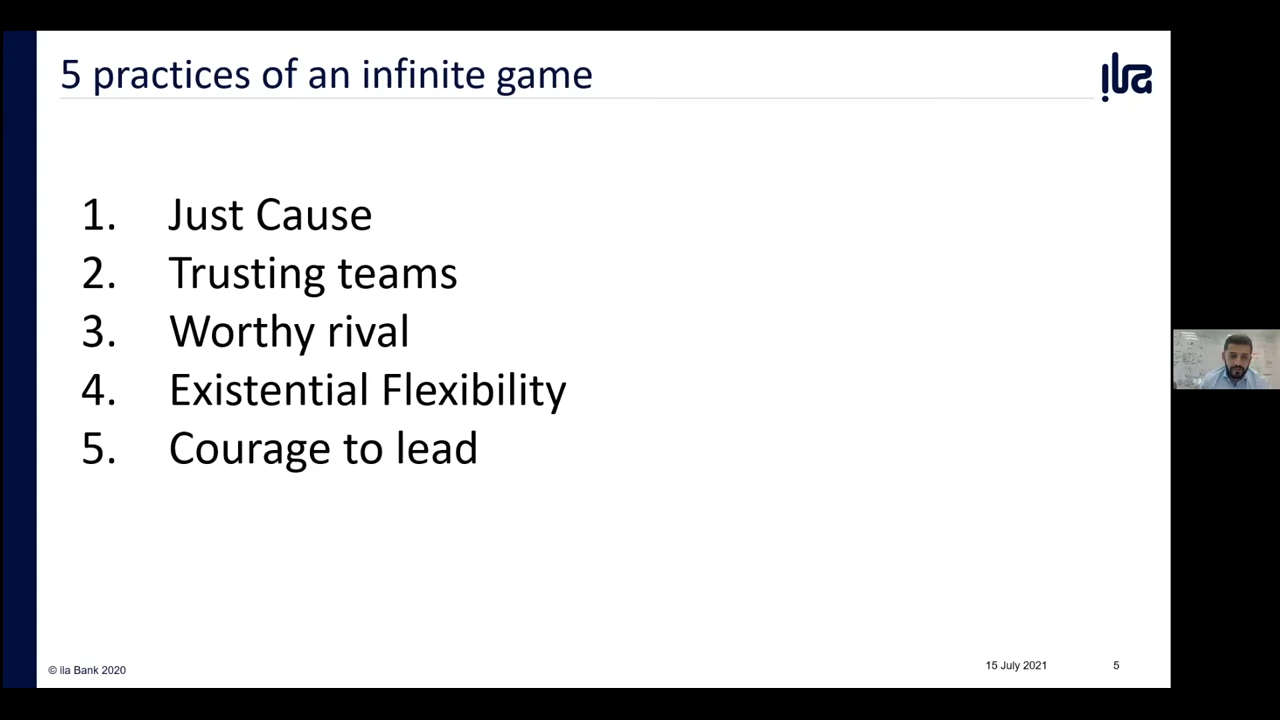 5 practices of an infinite game
ila
1. Just Cause
2. Trusting teams
3. Worthy rival
4. Existential Flexibility
5. Courage to lead
© ila Bank 2020
15 July 2021
5